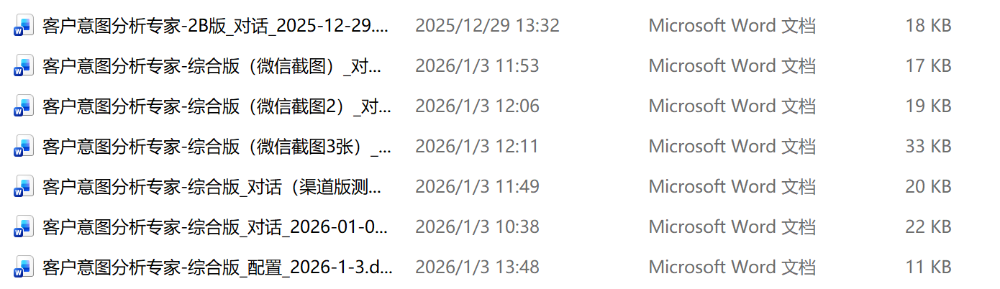 客户意图分析专家-2B版_对话_2025-12-29.... 2025/12/29 13:32 Microsoft Word 文档 18 KB
客户意图分析专家-综合版（微信截图）_对... 2026/1/3 11:53 Microsoft Word 文档 17 KB
客户意图分析专家-综合版（微信截图2）_对... 2026/1/3 12:06 Microsoft Word 文档 19 KB
客户意图分析专家-综合版（微信截图3张）_... 2026/1/3 12:11 Microsoft Word 文档 33 KB
客户意图分析专家-综合版_对话（渠道版测... 2026/1/3 11:49 Microsoft Word 文档 20 KB
客户意图分析专家-综合版_对话_2026-01-0... 2026/1/3 10:38 Microsoft Word 文档 22 KB
客户意图分析专家-综合版_配置_2026-1-3.d... 2026/1/3 13:48 Microsoft Word 文档 11 KB